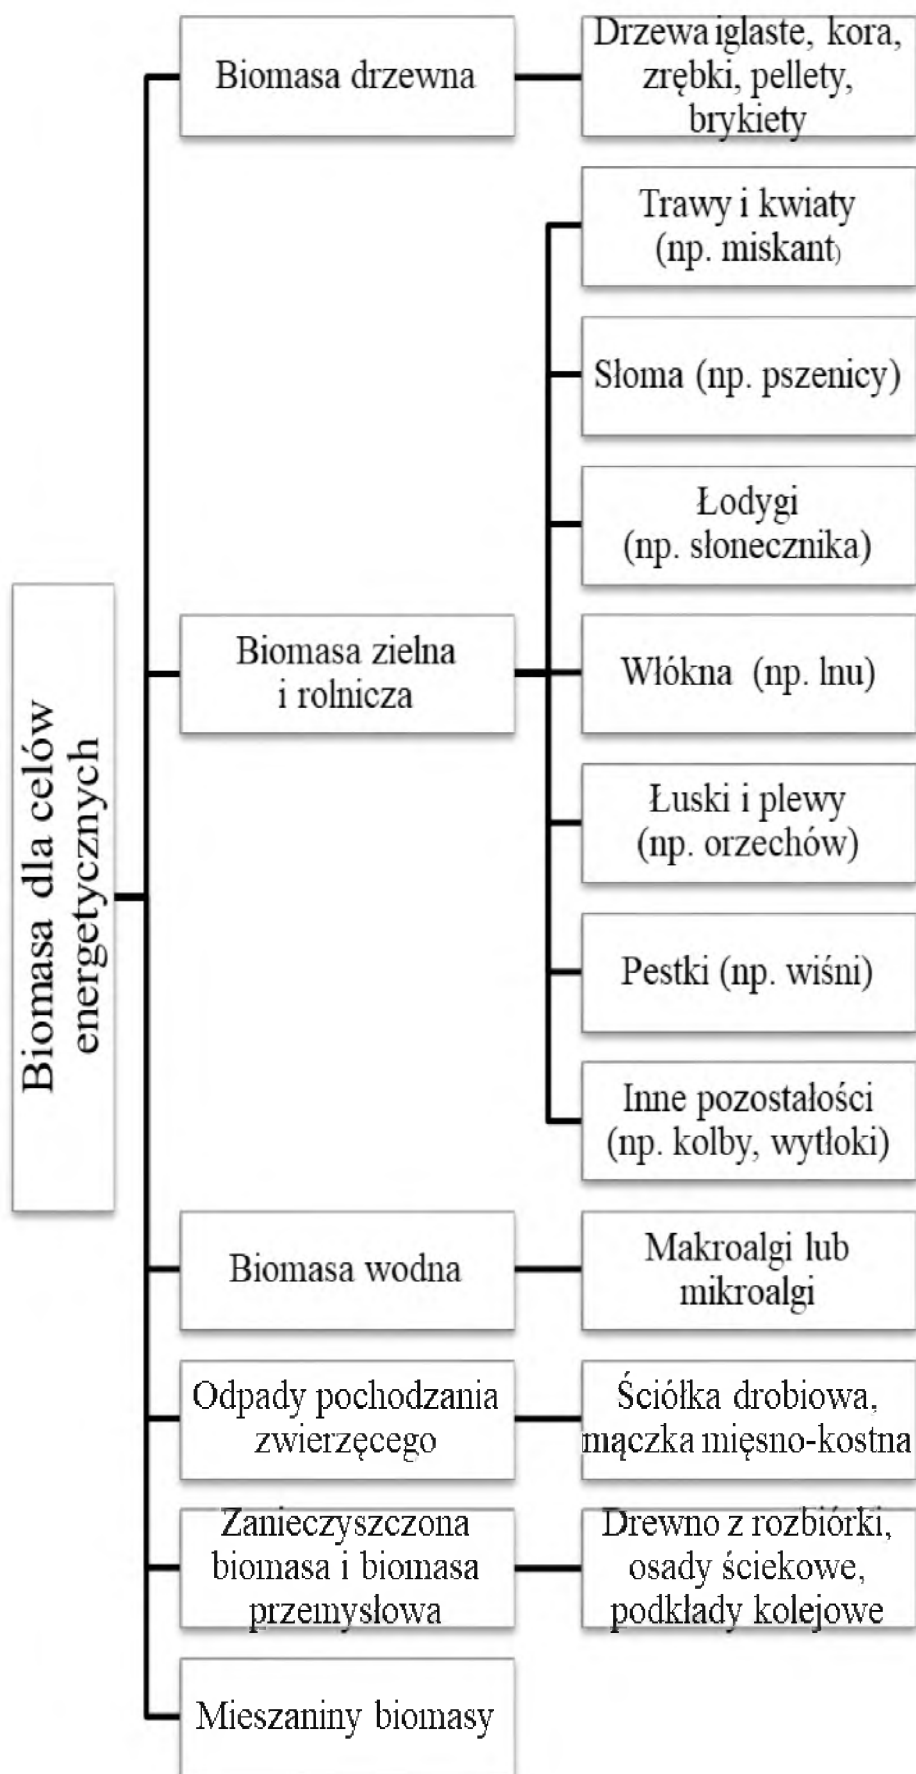 Biomasa dla celów
energetycznych
Biomasa drzewna
Drzewa iglaste, kora,
zrębki, pellety,
brykiety
Biomasa zielna
i rolnicza
Trawy i kwiaty
(np. miskant)
Słoma (np. pszenicy)
Łodygi
(np. słonecznika)
Włókna (np. lnu)
Łuski i plewy
(np. orzechów)
Pestki (np. wiśni)
Inne pozostałości
(np. kolby, wytłoki)
Biomasa wodna
Makroalgi lub
mikroalgi
Odpady pochodzania
zwierzęcego
Ściółka drobiowa,
mączka mięsno-kostna
Zanieczyszczona
biomasa i biomasa
przemysłowa
Drewno z rozbiórki,
osady ściekowe,
podkłady kolejowe
Mieszaniny biomasy